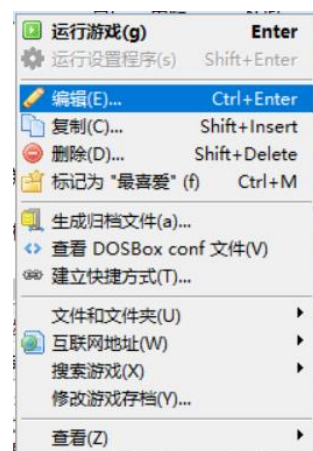 运行游戏(g) Enter
运行设置程序(s) Shift+Enter
编辑(E)... Ctrl+Enter
复制(C)... Shift+Insert
删除(D)... Shift+Delete
标记为 "最喜爱" (f) Ctrl+M
生成归档文件(a)...
查看 DOSBox conf 文件(V)
建立快捷方式(T)...
文件和文件夹(U)
互联网地址(W)
搜索游戏(X)
修改游戏存档(Y)...
查看(Z)